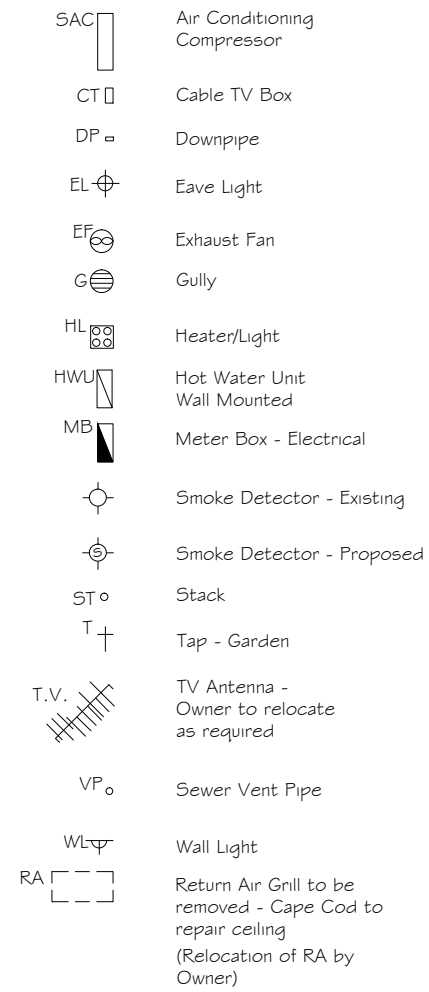 SAC Air Conditioning
Compressor
CT Cable TV Box
DP Downpipe
EL Eave Light
EF Exhaust Fan
G Gully
HL Heater/Light
HWU Hot Water Unit
Wall Mounted
MB Meter Box - Electrical
Smoke Detector - Existing
S Smoke Detector - Proposed
ST Stack
T Tap - Garden
T.V. TV Antenna -
Owner to relocate
as required
VP Sewer Vent Pipe
WL Wall Light
RA Return Air Grill to be
removed - Cape Cod to
repair ceiling
(Relocation of RA by
Owner)